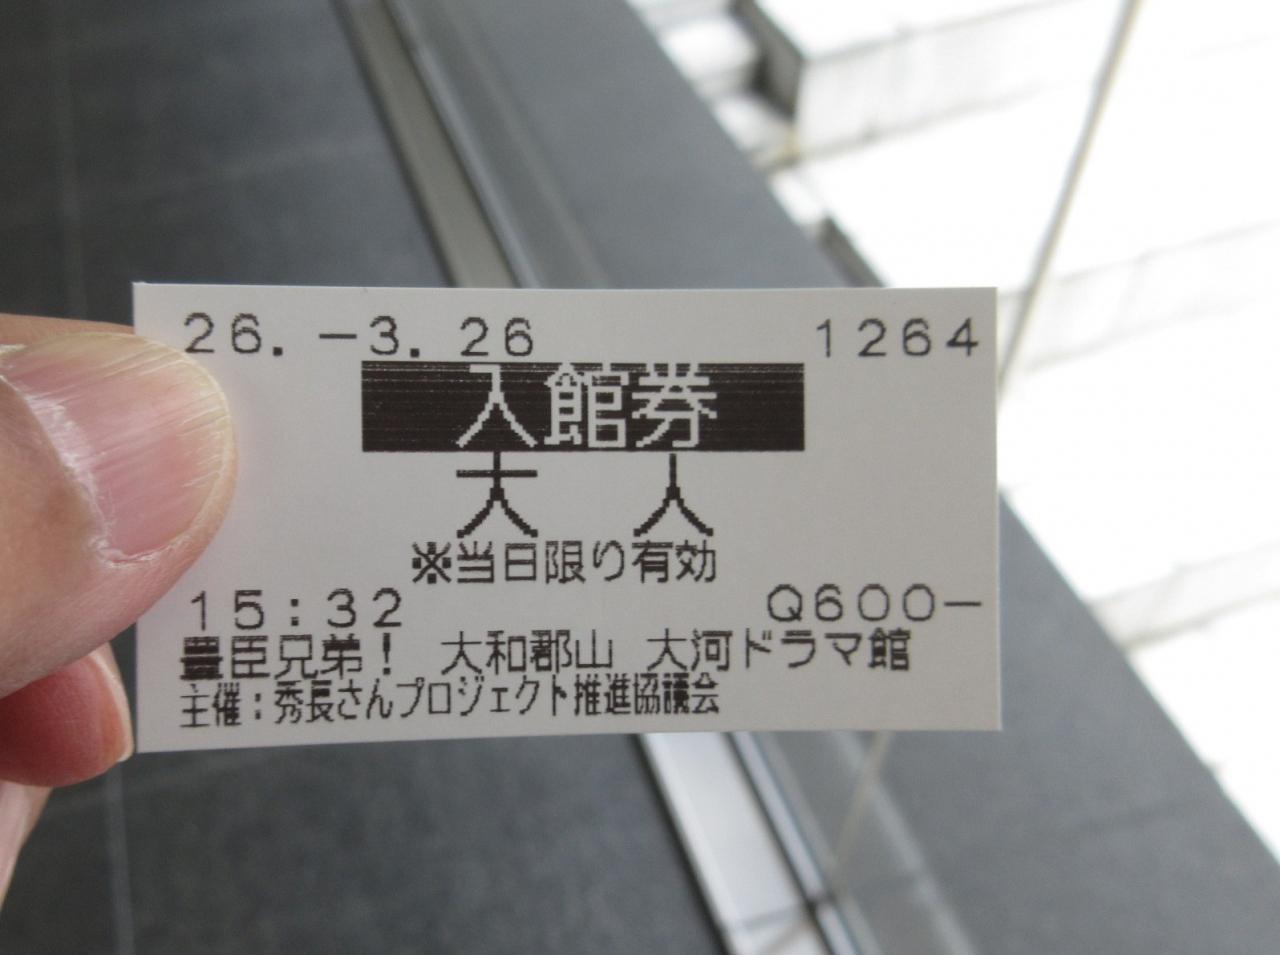 26.-3.26 1264
入館券
大 人
※当日限り有効
15:32 Q600-
豊臣兄弟! 大和郡山 大河ドラマ館
主催:秀長さんプロジェクト推進協議会